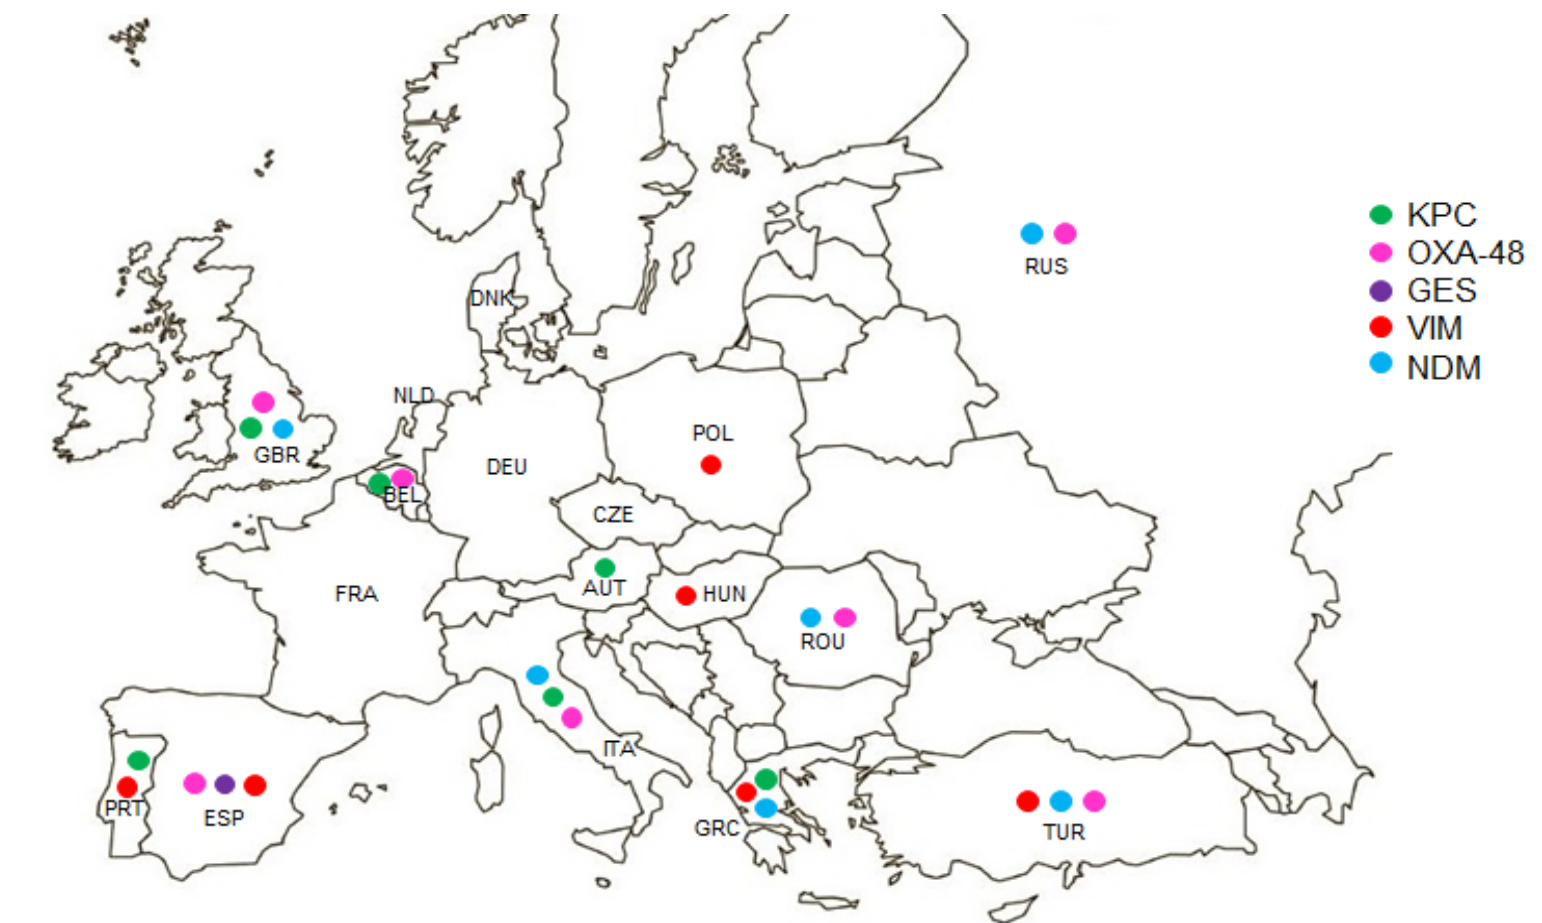 KPC
OXA-48
GES
VIM
NDM
RUS
DNK
NLD
POL
GBR
DEU
BEL
CZE
FRA
AUT
HUN
ROU
ITA
PRT
ESP
GRC
TUR